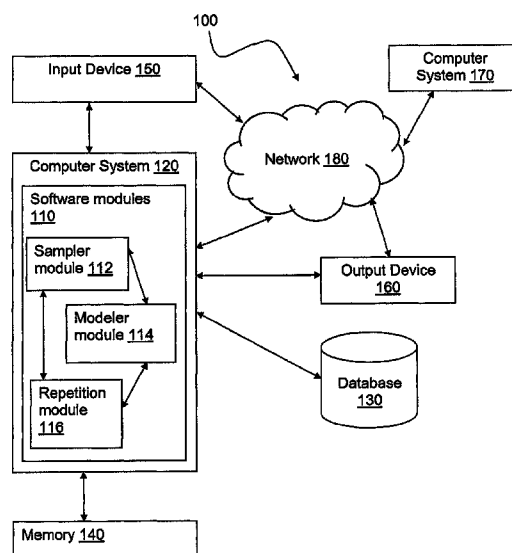 100
Input Device 150
Computer
System 170
Network 180
Computer System 120
Software modules
110
Sampler
module 112
Modeler
module 114
Repetition
module
116
Output Device
160
Database
130
Memory 140